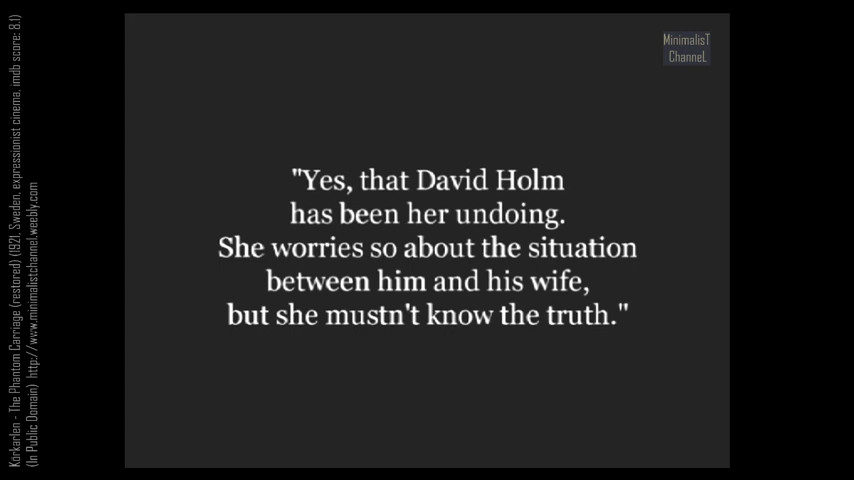 MinimalisT
ChanneL
"Yes, that David Holm
has been her undoing.
She worries so about the situation
between him and his wife,
but she mustn't know the truth."
Körkarlen - The Phantom Carriage (restored) (1921, Sweden, expressionist cinema, imdb score: 8.1)
(In Public Domain) http://www.minimalistchannel.weebly.com